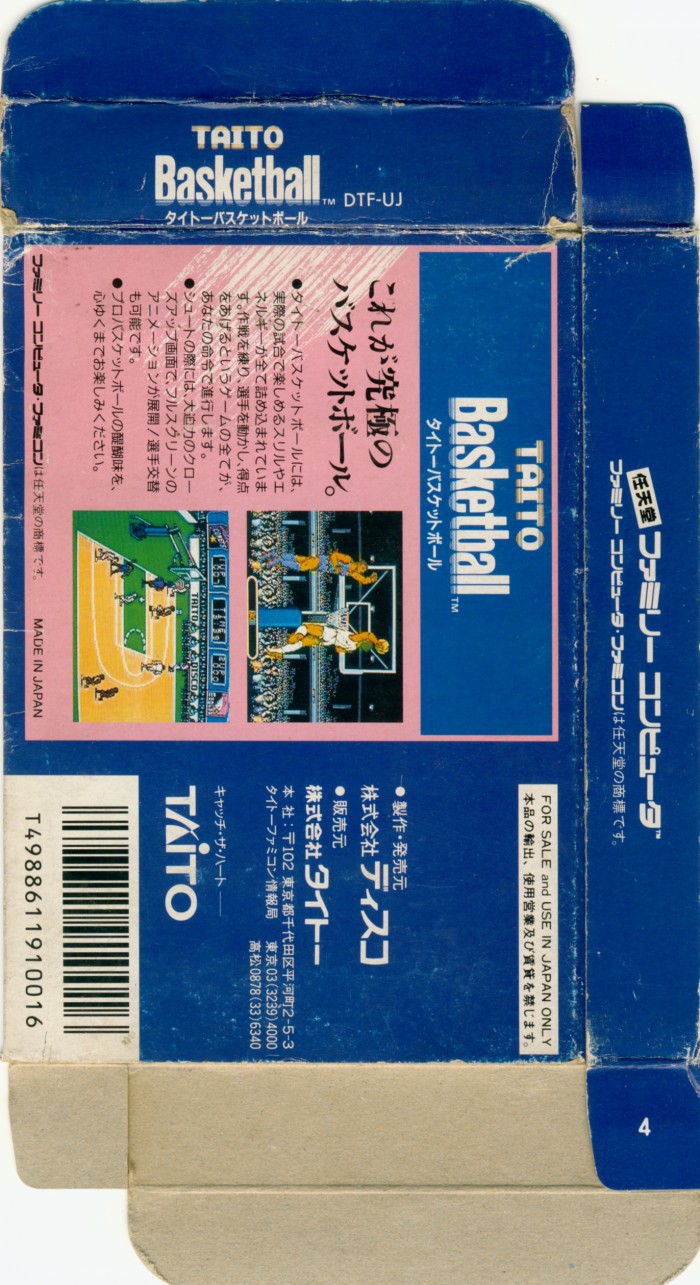 TAITO
Basketball™ DTF-UJ
タイトーバスケットボール
TAITO
Basketball™
タイトーバスケットボール
これが究極の
バスケットボール。
●タイトーバスケットボールには、
実際の試合で楽しめるスリルやエ
ネルギーが全て詰め込まれていま
す。作戦を練り、選手を動かし、得点
をあげるというゲームの全てが、
あなたの命令で進行します。
●シュートの際には、大迫力のクロー
ズアップ画面で、フルスクリーンの
アニメーションが展開!選手交替
も可能です。
●プロバスケットボールの醍醐味を、
心ゆくまでお楽しみください。
ファミリーコンピュータ・ファミコンは任天堂の商標です。
MADE IN JAPAN
FOR SALE and USE IN JAPAN ONLY
本品の輸出、使用営業及び賃貸を禁じます。
●製作・発売元
株式会社ディスコ
●販売元
株式会社タイトー
本社:〒102 東京都千代田区平河町2-5-3
タイトーファミコン情報局 東京03(3239)4000
高松0878(33)6340
キャッチ・ザ・ハート
TAITO
T4988611910016
任天堂 ファミリー コンピュータ™
ファミリーコンピュータ・ファミコンは任天堂の商標です。
4